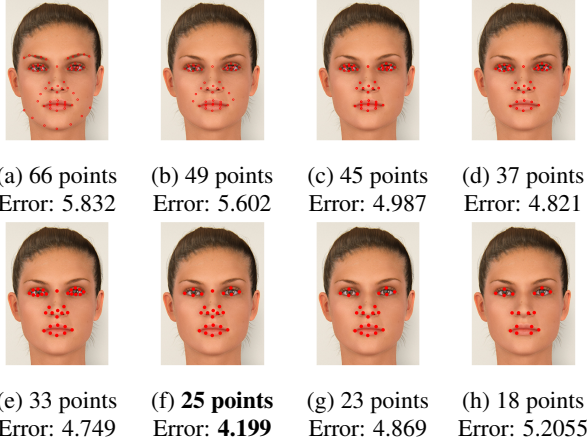 (a) 66 points (b) 49 points (c) 45 points (d) 37 points
Error: 5.832 Error: 5.602 Error: 4.987 Error: 4.821
(e) 33 points (f) 25 points (g) 23 points (h) 18 points
Error: 4.749 Error: 4.199 Error: 4.869 Error: 5.2055